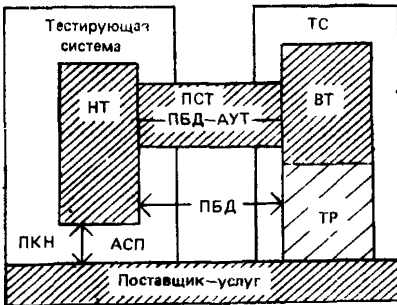 Тестирующая
система
ТС
НТ
ПСТ
ПБД—АУТ
ВТ
ПБД
ТР
ПКН
АСП
Поставщик—услуг